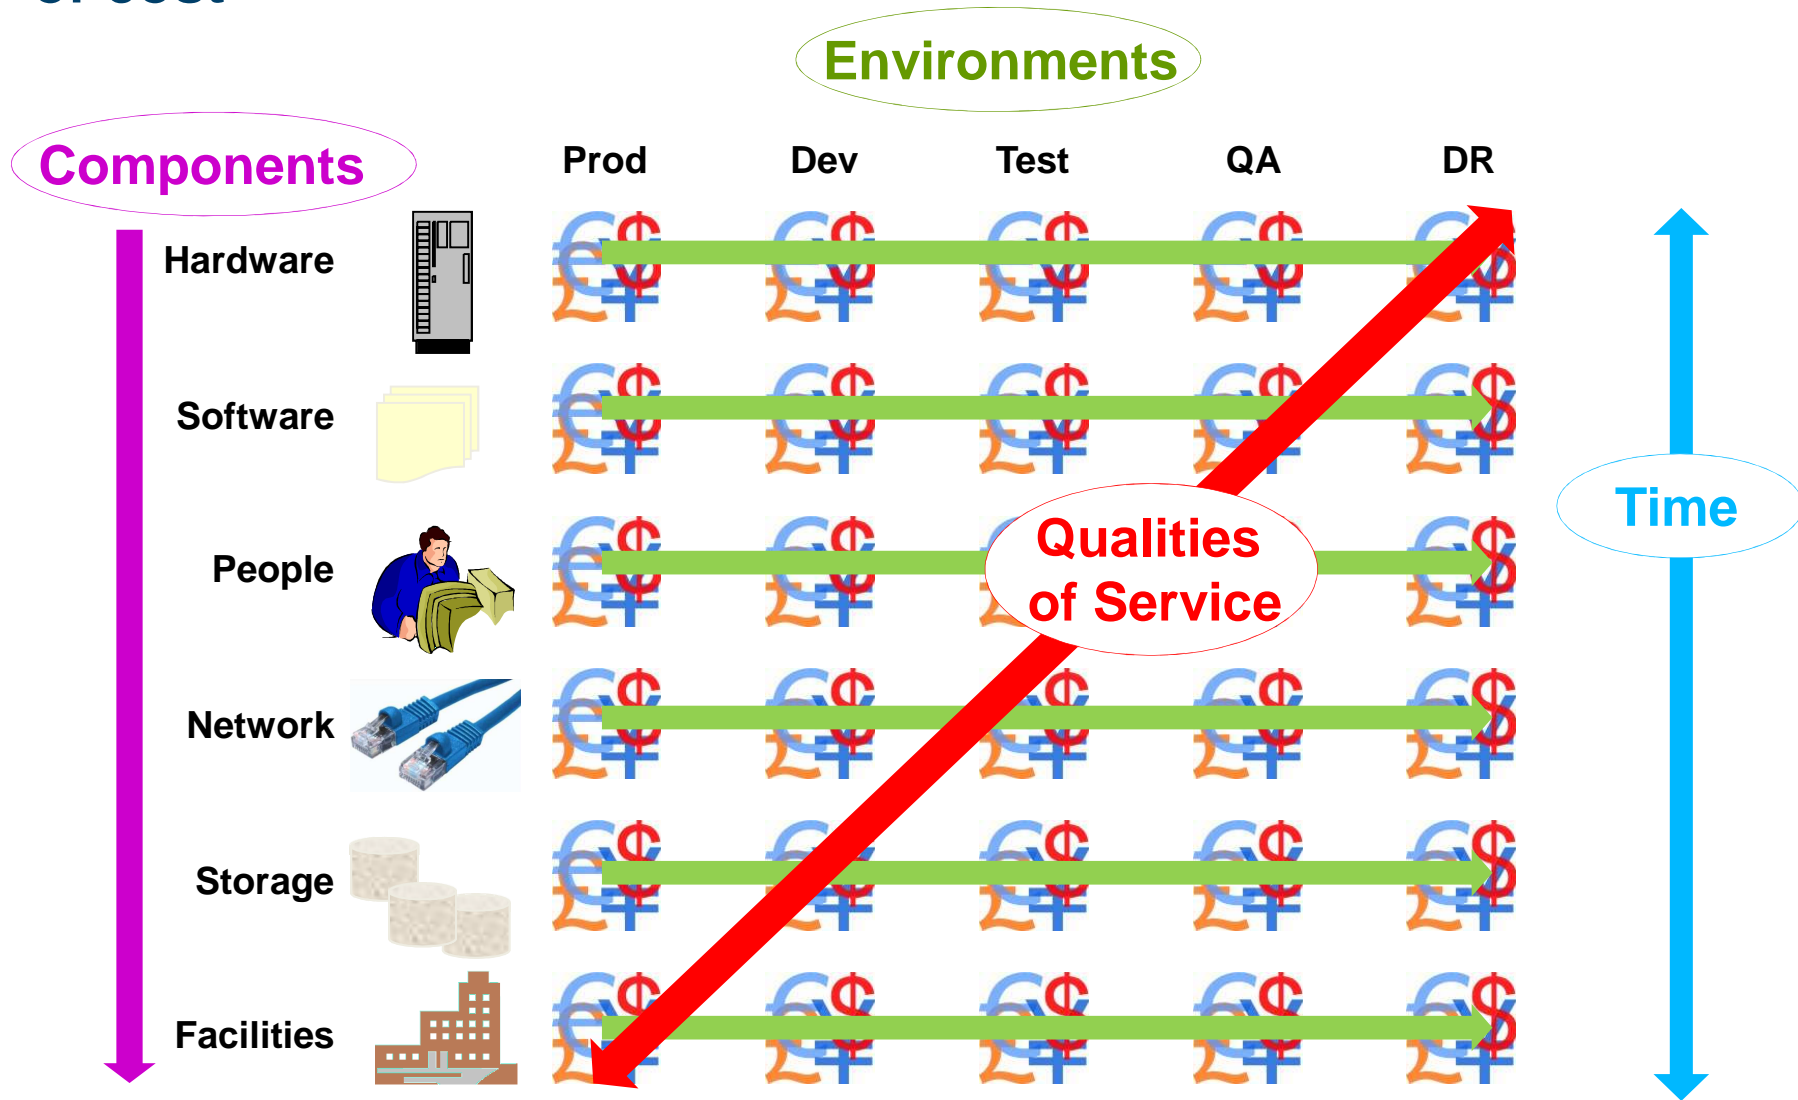 Environments
Components
Prod Dev Test QA DR
Hardware
Software
Time
Qualities
of Service
People
Network
Storage
Facilities